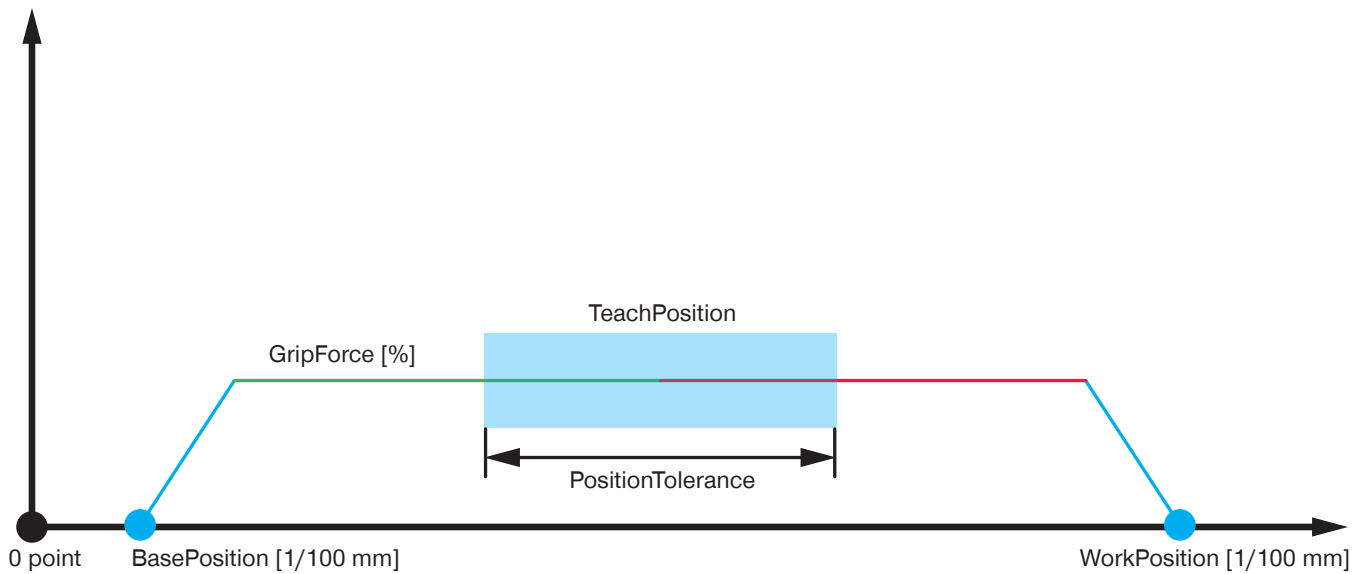 TeachPosition
GripForce [%]
PositionTolerance
0 point
BasePosition [1/100 mm]
WorkPosition [1/100 mm]